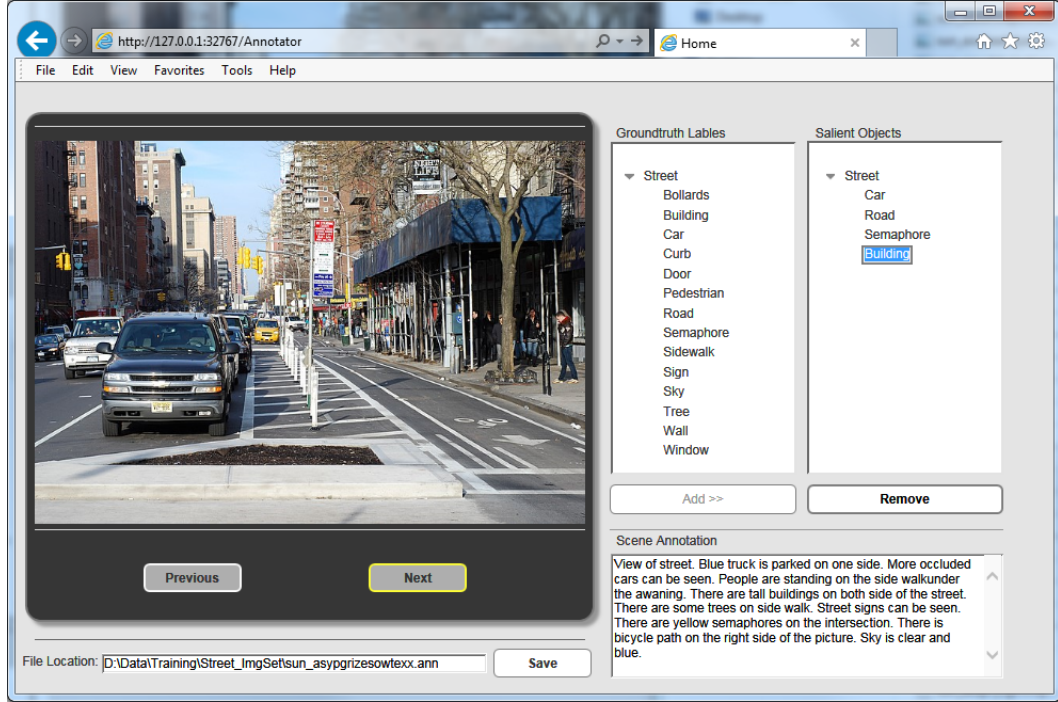 Desktop
http://127.0.0.1:32767/Annotator
Home
File Edit View Favorites Tools Help
NIGHT
LIFE
Groundtruth Lables
Street
Bollards
Building
Car
Curb
Door
Pedestrian
Road
Semaphore
Sidewalk
Sign
Sky
Tree
Wall
Window
Salient Objects
Street
Car
Road
Semaphore
Building
Add >>
Remove
Scene Annotation
View of street. Blue truck is parked on one side. More occluded
cars can be seen. People are standing on the side walkunder
the awaning. There are tall buildings on both side of the street.
There are some trees on side walk. Street signs can be seen.
There are yellow semaphores on the intersection. There is
bicycle path on the right side of the picture. Sky is clear and
blue.
Previous
Next
File Location: D:\Data\Training\Street_ImgSet\sun_asypgrizesowtexx.ann
Save